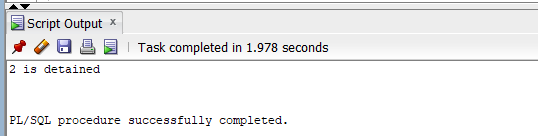 Script Output
Task completed in 1.978 seconds
2 is detained
PL/SQL procedure successfully completed.